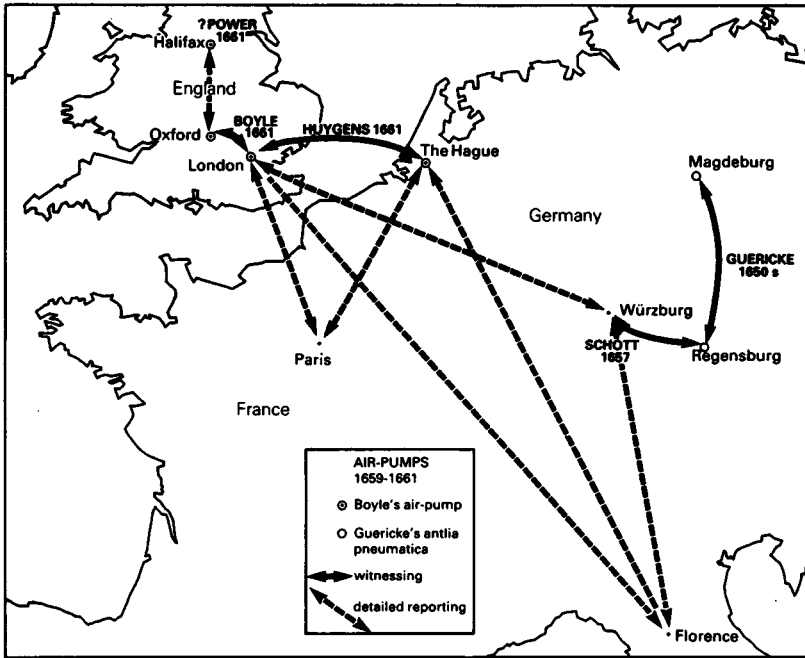 ?POWER
1661
Halifax
England
BOYLE
1661
Oxford
HUYGENS 1661
London
The Hague
Magdeburg
Germany
GUERICKE
1650 s
Würzburg
SCHOTT
1657
Regensburg
Paris
France
AIR-PUMPS
1659-1661
Boyle's air-pump
Guericke's antlia
pneumatica
witnessing
detailed reporting
Florence